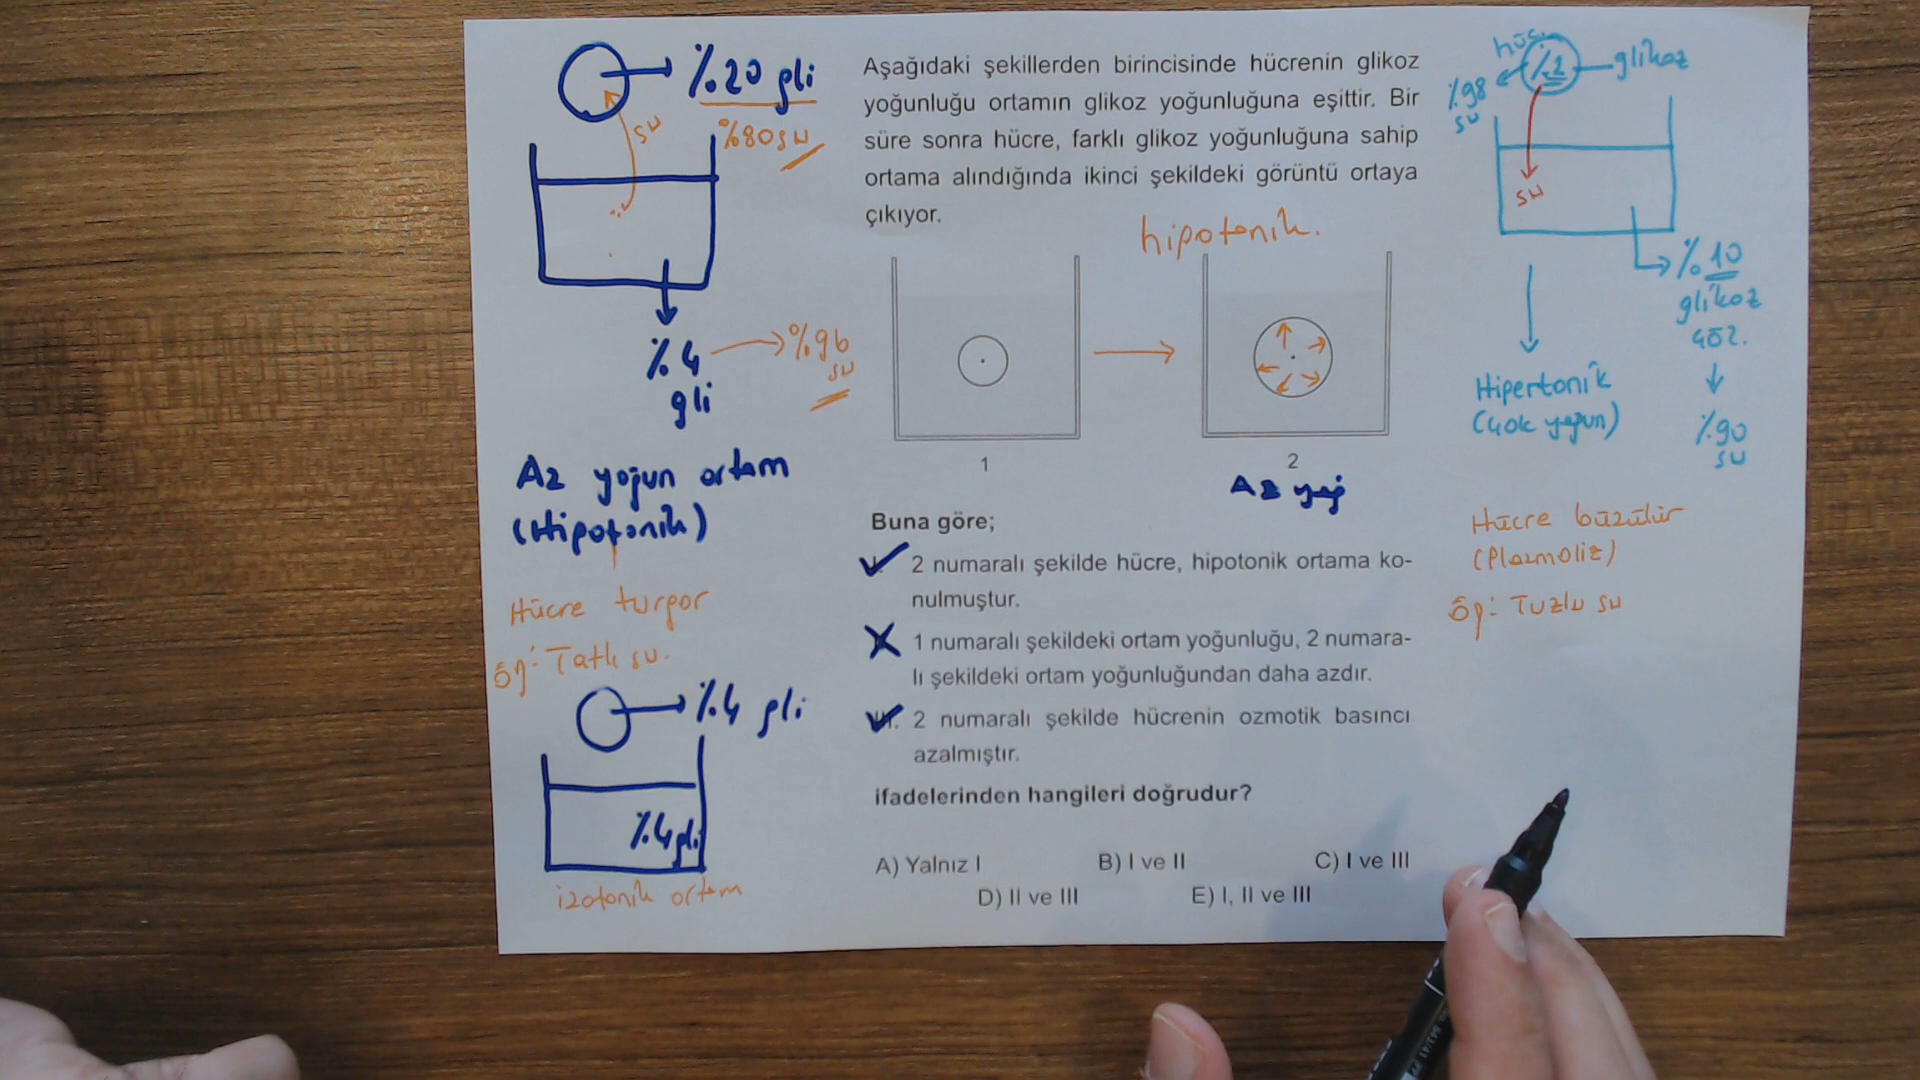 %20 gli
%80 su
su
%4
gli
%96
su
Az yoğun ortam
(Hipotonik)
Hücre turgor
Ög: Tatlı su.
%4 gli
%4 gli
izotonik ortam
Aşağıdaki şekillerden birincisinde hücrenin glikoz
yoğunluğu ortamın glikoz yoğunluğuna eşittir. Bir
süre sonra hücre, farklı glikoz yoğunluğuna sahip
ortama alındığında ikinci şekildeki görüntü ortaya
çıkıyor.
hipotonik.
1
2
Az yoğ
Buna göre;
2 numaralı şekilde hücre, hipotonik ortama ko-
nulmuştur.
1 numaralı şekildeki ortam yoğunluğu, 2 numara-
lı şekildeki ortam yoğunluğundan daha azdır.
2 numaralı şekilde hücrenin ozmotik basıncı
azalmıştır.
ifadelerinden hangileri doğrudur?
A) Yalnız I
B) I ve II
C) I ve III
D) II ve III
E) I, II ve III
%2
glikoz
%98
su
su
%10
glikoz
çöz.
%90
su
Hipertonik
(çok yoğun)
Hücre büzülür
(Plazmoliz)
Ög: Tuzlu su